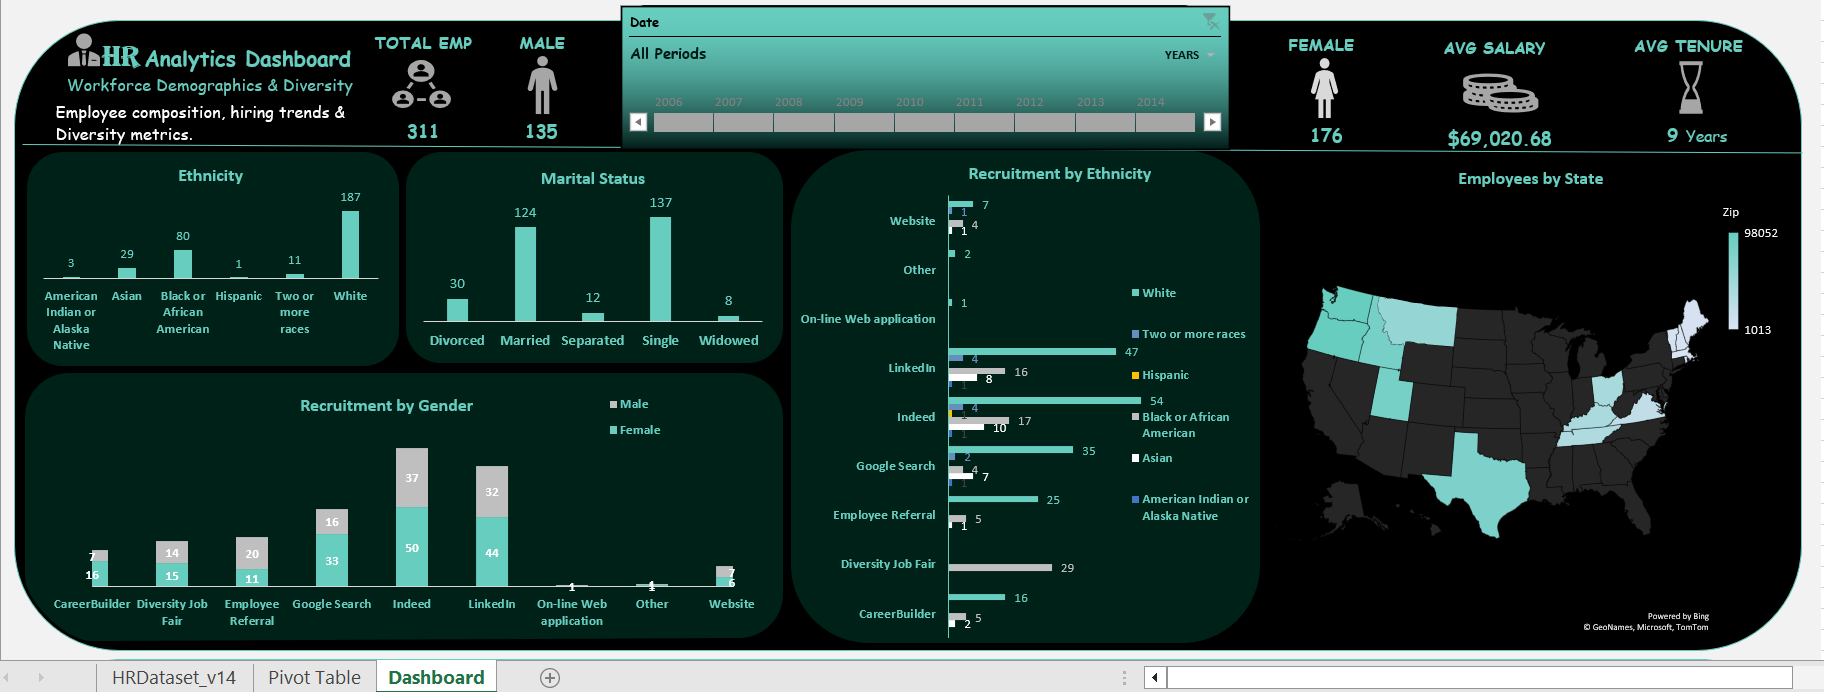 HR Analytics Dashboard
Workforce Demographics & Diversity
Employee composition, hiring trends &
Diversity metrics.
TOTAL EMP
311
MALE
135
Date
All Periods
YEARS
2006 2007 2008 2009 2010 2011 2012 2013 2014
FEMALE
176
AVG SALARY
$69,020.68
AVG TENURE
9 Years
Ethnicity
3 29 80 1 11 187
American Indian or Alaska Native
Asian
Black or African American
Hispanic
Two or more races
White
Marital Status
30 124 12 137 8
Divorced Married Separated Single Widowed
Recruitment by Gender
Male
Female
7 14 20 16 37 32 1 1 7
16 15 11 33 50 44 1 6
CareerBuilder
Diversity Job Fair
Employee Referral
Google Search
Indeed
LinkedIn
On-line Web application
Other
Website
Recruitment by Ethnicity
Website 7 1 4 1
Other 2
On-line Web application 1
LinkedIn 47 4 16 8 1
Indeed 54 4 1 17 10 1
Google Search 35 2 4 7 1
Employee Referral 25 5 1
Diversity Job Fair 29
CareerBuilder 16 5 2
White
Two or more races
Hispanic
Black or African
American
Asian
American Indian or
Alaska Native
Employees by State
Zip
98052
1013
Powered by Bing
© GeoNames, Microsoft, TomTom
HRDataset_v14 Pivot Table Dashboard